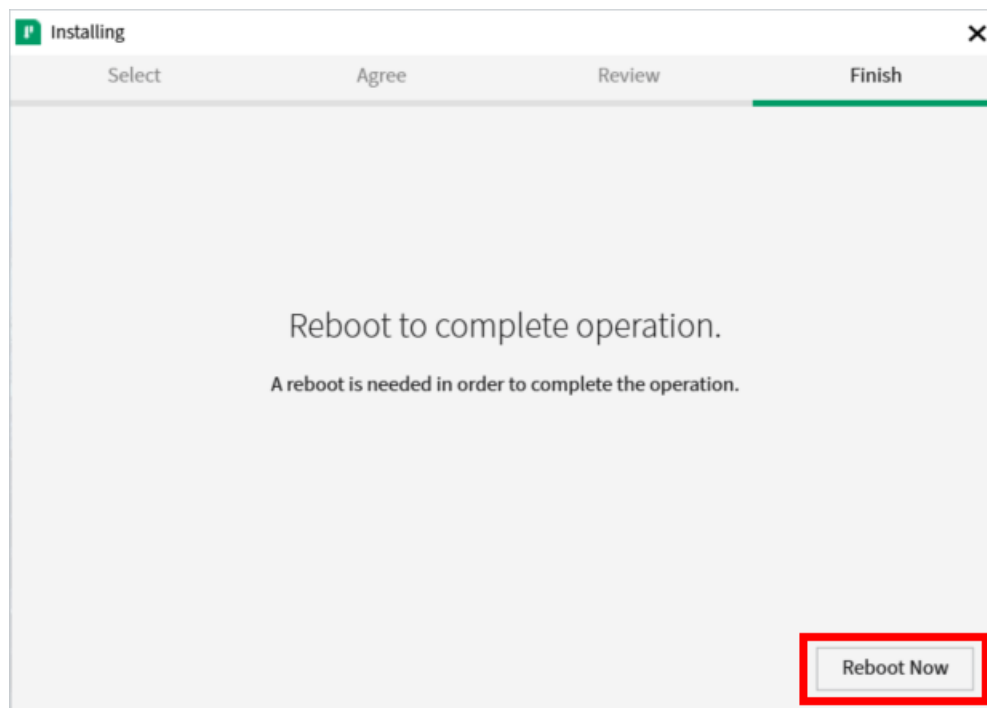 Installing
Select Agree Review Finish
Reboot to complete operation.
A reboot is needed in order to complete the operation.
Reboot Now